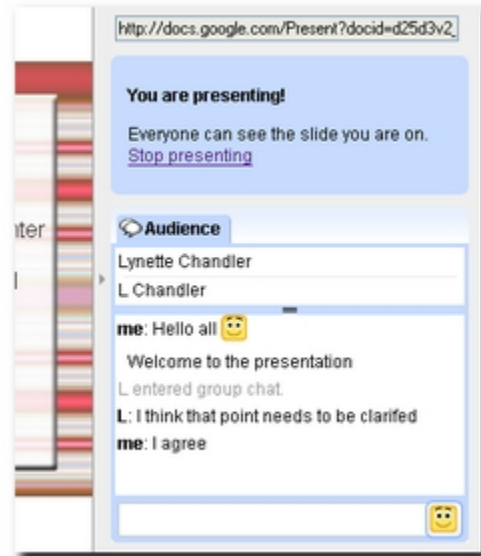 http://docs.google.com/Present?docid=d25d3v2_
You are presenting!
Everyone can see the slide you are on.
Stop presenting
Audience
Lynette Chandler
L Chandler
me: Hello all
Welcome to the presentation
L entered group chat.
L: I think that point needs to be clarifed
me: I agree